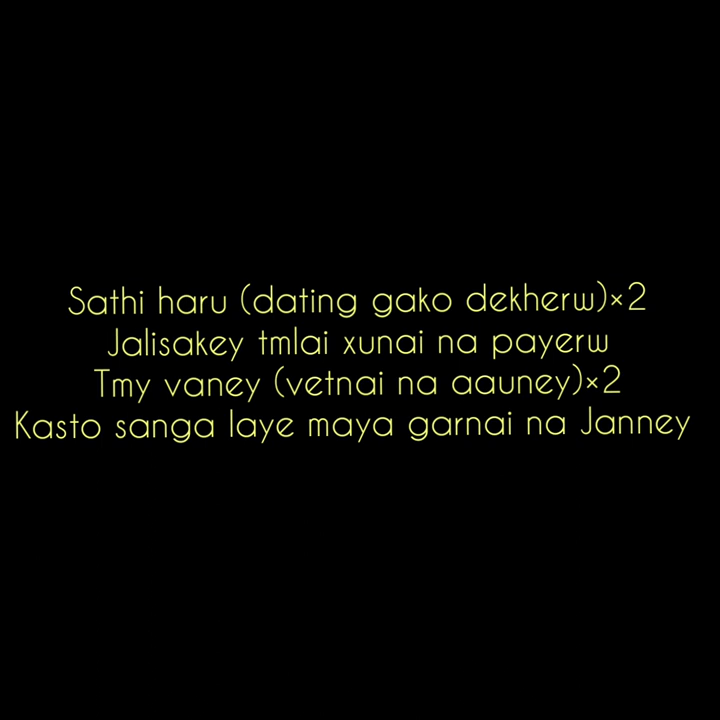 Sathi haru (dating gako dekherw)×2
Jalisakey tmlai xunai na payerw
Tmy vaney (vetnai na aauney)×2
Kasto sanga laye maya garnai na Janney